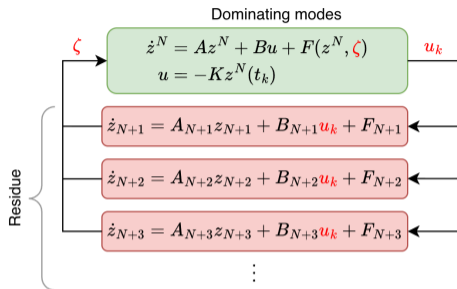 Dominating modes
ζ
ż^N = Az^N + Bu + F(z^N, ζ)
u = −Kz^N(t_k)
u_k
Residue
ż_{N+1} = A_{N+1}z_{N+1} + B_{N+1}u_k + F_{N+1}
ż_{N+2} = A_{N+2}z_{N+2} + B_{N+2}u_k + F_{N+2}
ż_{N+3} = A_{N+3}z_{N+3} + B_{N+3}u_k + F_{N+3}
⋮